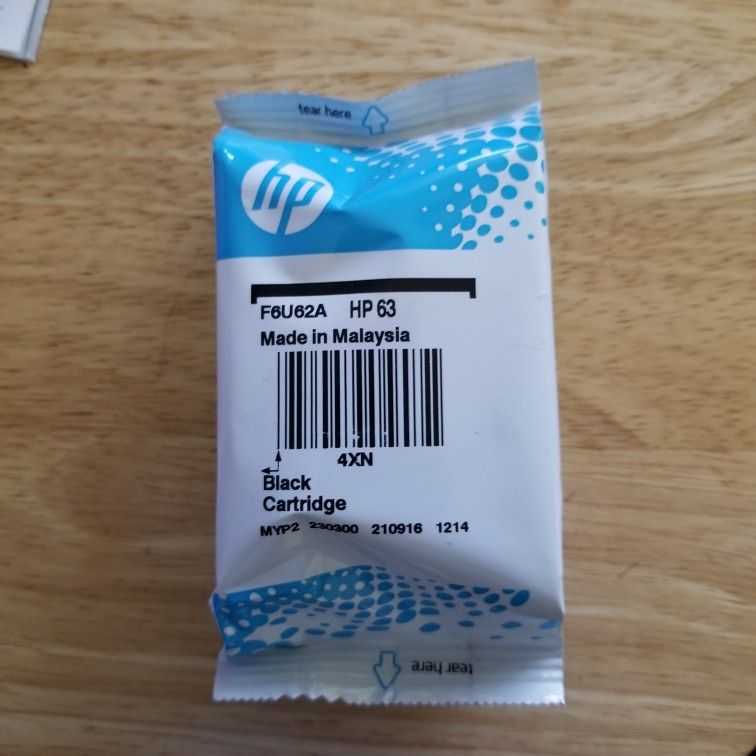 tear here
hp
F6U62A HP 63
Made in Malaysia
4XN
Black
Cartridge
MYP2 230300 210916 1214
tear here